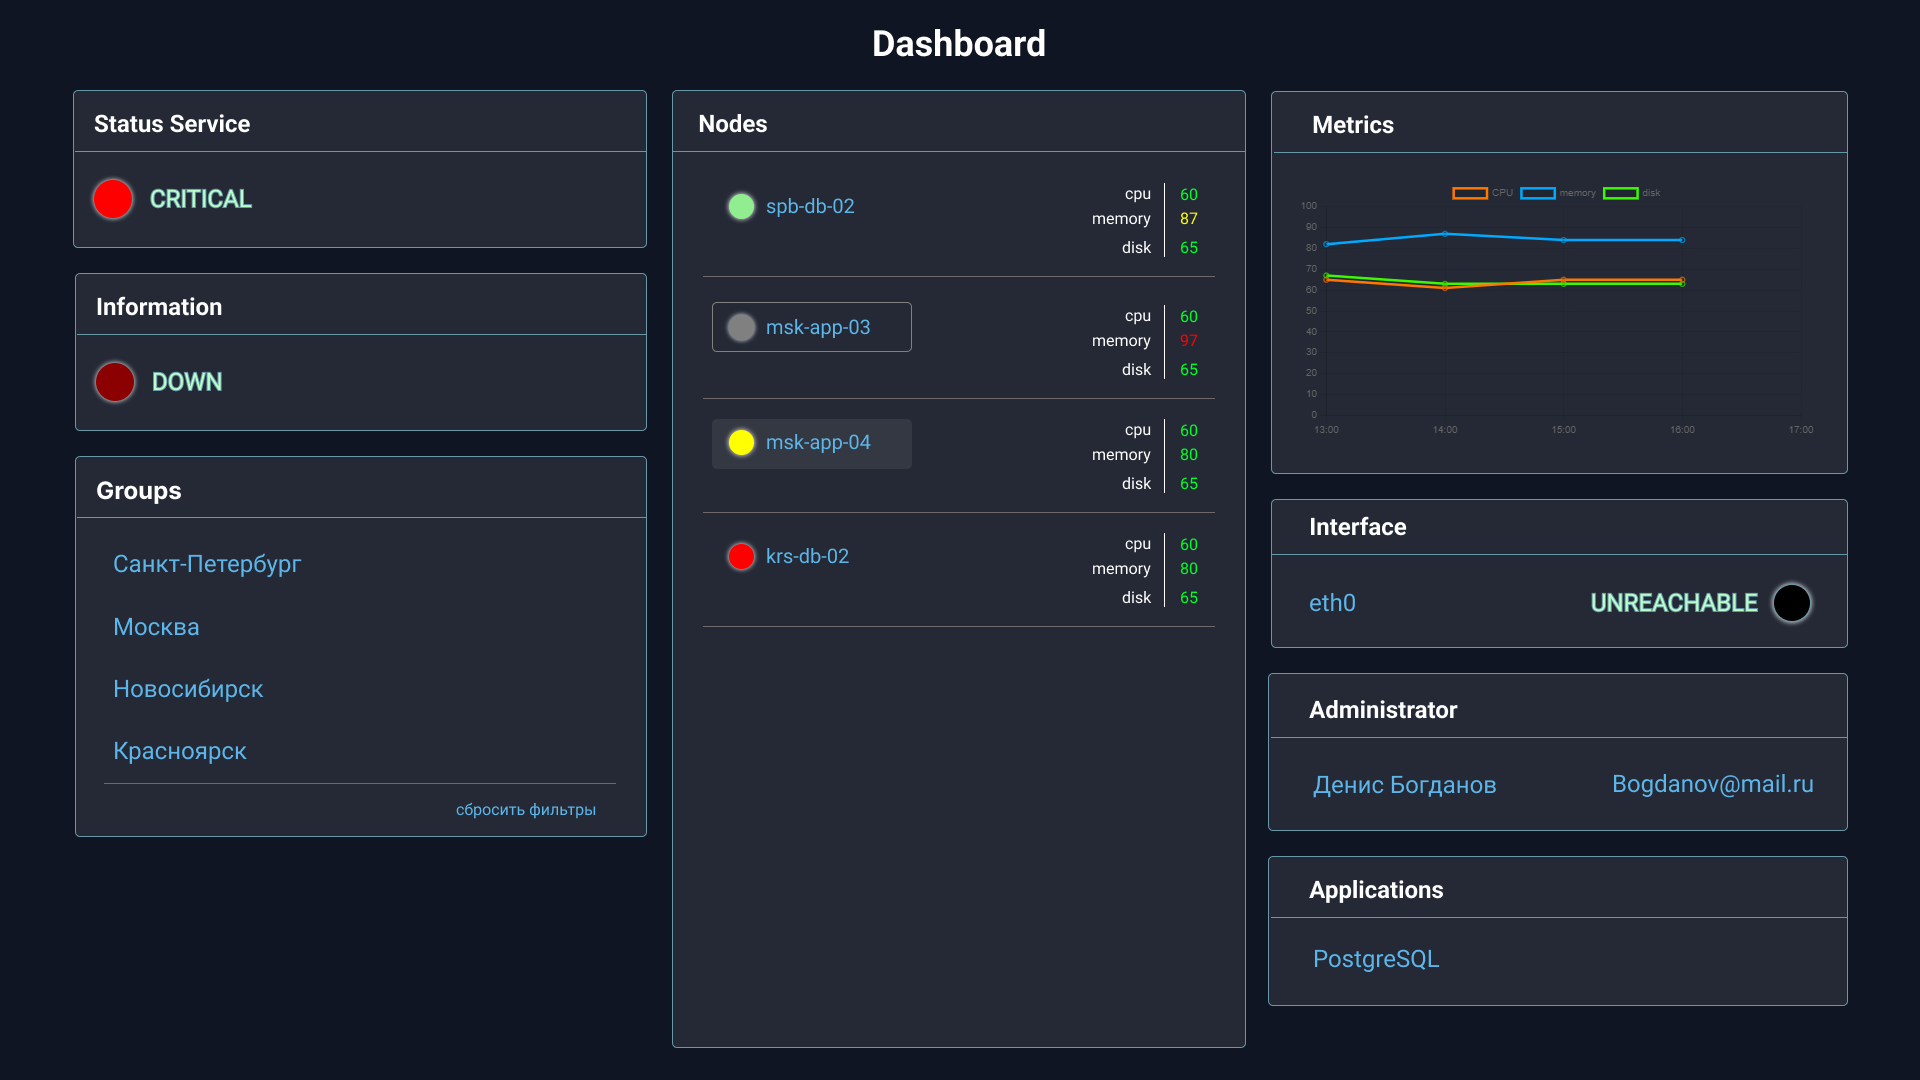 Dashboard
Status Service
CRITICAL
Information
DOWN
Groups
Санкт-Петербург
Москва
Новосибирск
Красноярск
сбросить фильтры
Nodes
spb-db-02
cpu 60
memory 87
disk 65
msk-app-03
cpu 60
memory 97
disk 65
msk-app-04
cpu 60
memory 80
disk 65
krs-db-02
cpu 60
memory 80
disk 65
Metrics
CPU memory disk
100
90
80
70
60
50
40
30
20
10
0
13:00 14:00 15:00 16:00 17:00
Interface
eth0 UNREACHABLE
Administrator
Денис Богданов Bogdanov@mail.ru
Applications
PostgreSQL